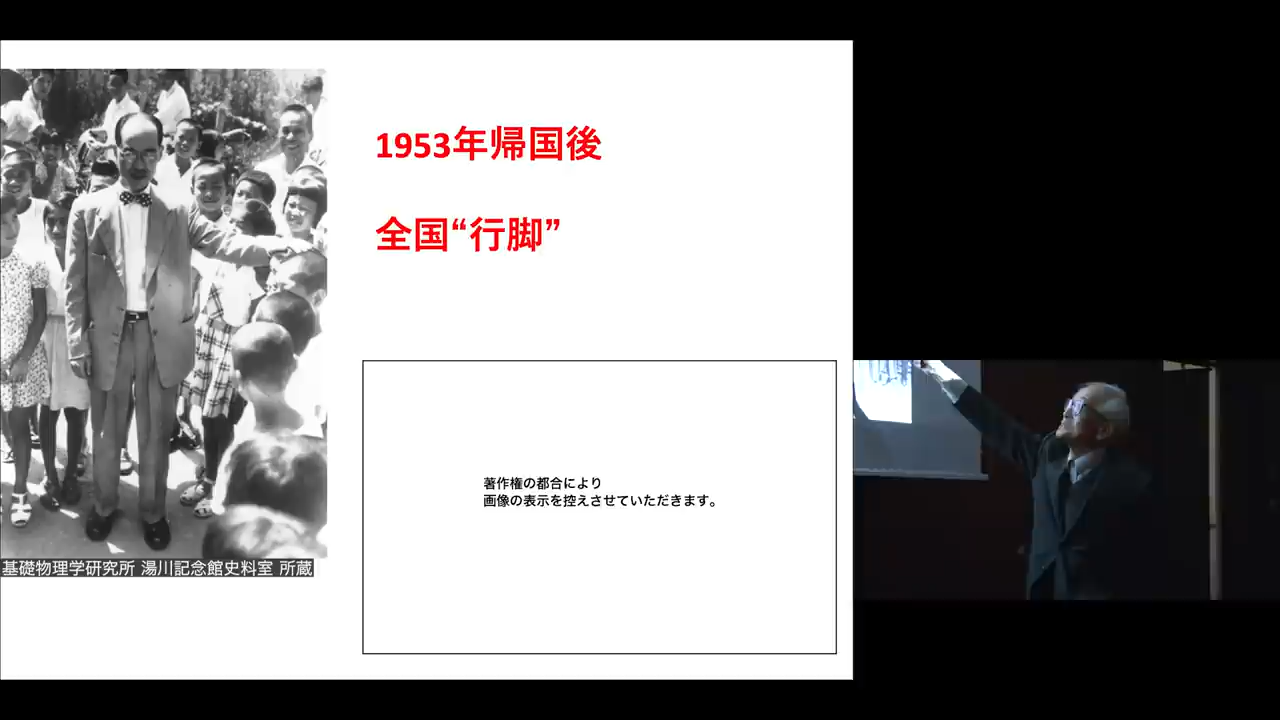 1953年帰国後
全国“行脚”
著作権の都合により
画像の表示を控えさせていただきます。
基礎物理学研究所 湯川記念館史料室 所蔵